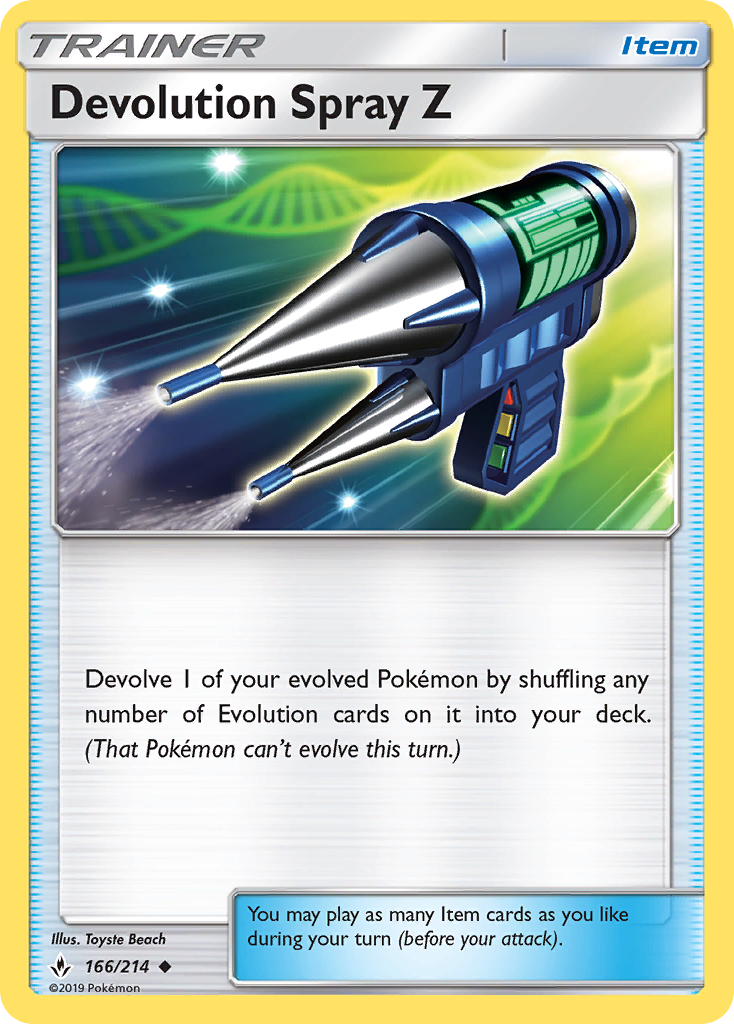 TRAINER
Item
Devolution Spray Z
Devolve 1 of your evolved Pokémon by shuffling any
number of Evolution cards on it into your deck.
(That Pokémon can't evolve this turn.)
You may play as many Item cards as you like
during your turn (before your attack).
Illus. Toyste Beach
166/214
©2019 Pokémon